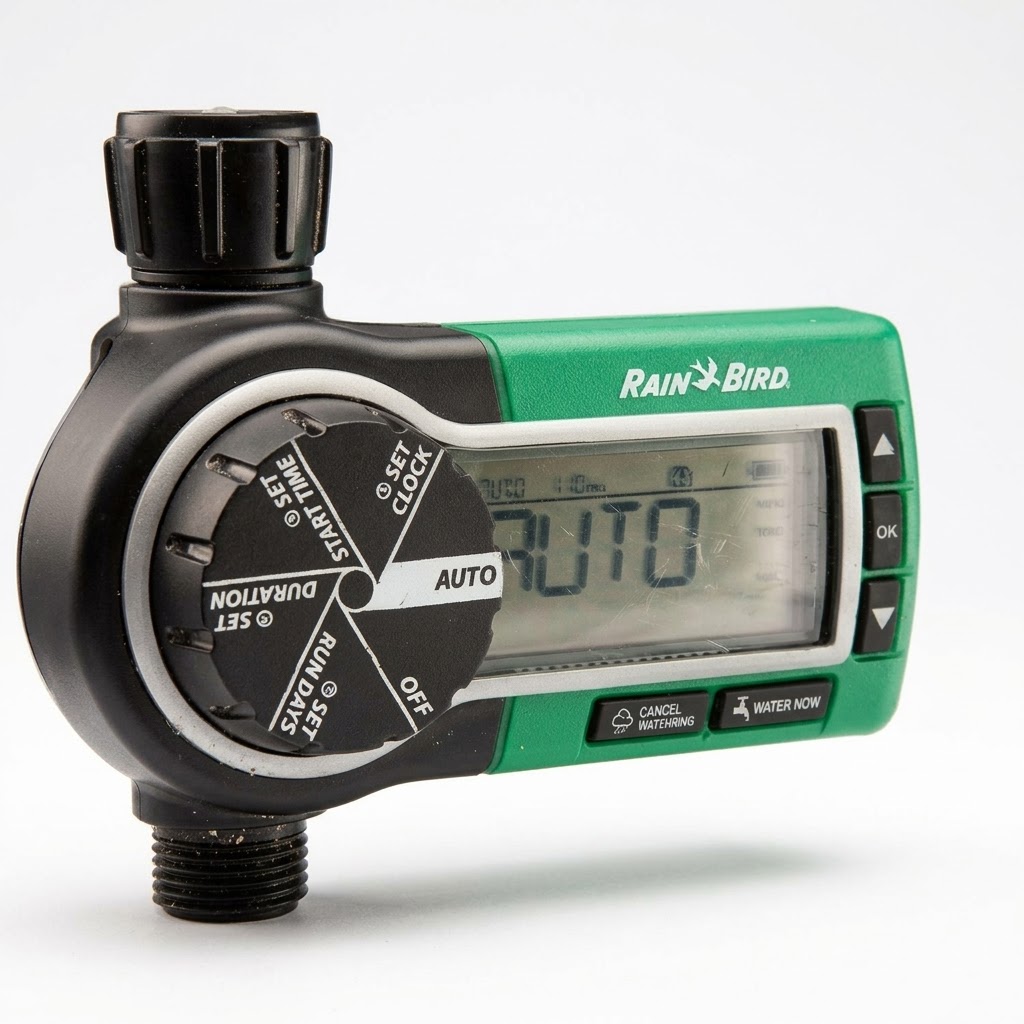 RAIN BIRD
SET
CLOCK
SET
START TIME
SET
DURATION
SET
RUN DAYS
OFF
AUTO
AUTO
OK
CANCEL
WATEHRING
WATER NOW